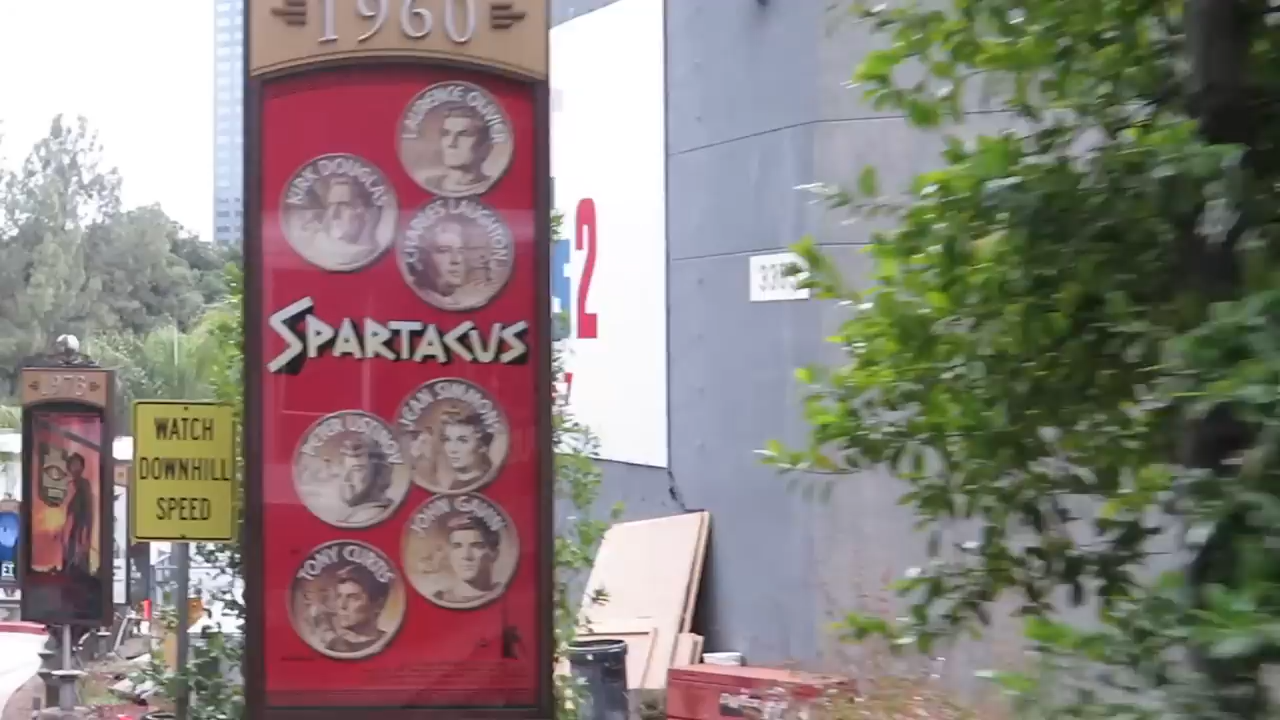 1960
LAURENCE OLIVIER
KIRK DOUGLAS
CHARLES LAUGHTON
SPARTACUS
JEAN SIMMONS
PETER USTINOV
JOHN GAVIN
TONY CURTIS
WATCH
DOWNHILL
SPEED
2